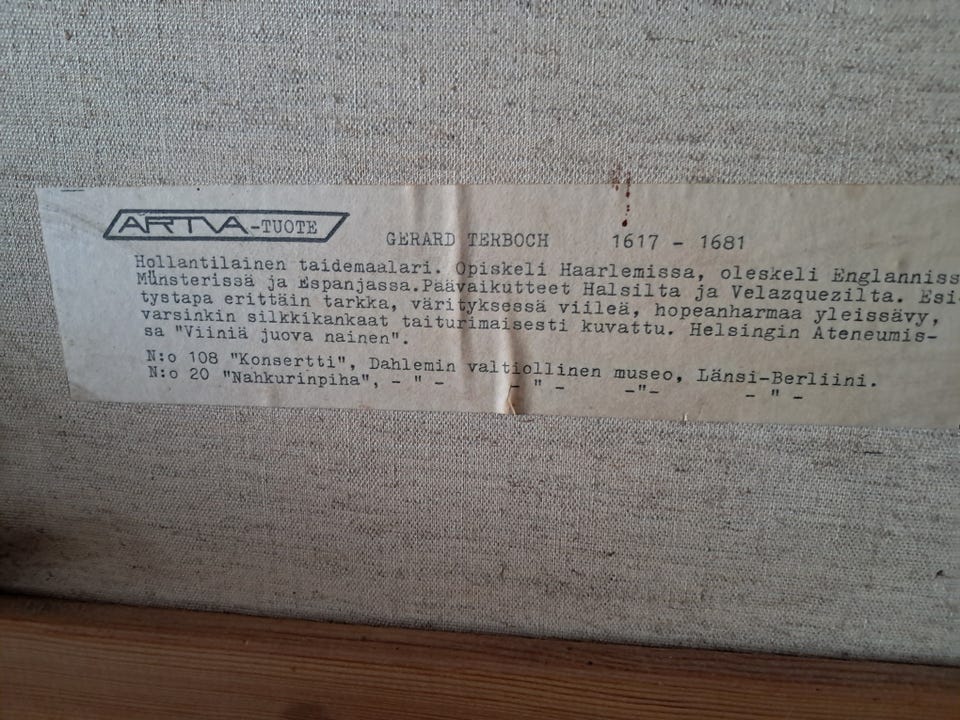 ARTVA-TUOTE
GERARD TERBOCH 1617 - 1681
Hollantilainen taidemaalari. Opiskeli Haarlemissa, oleskeli Englanniss
Münsterissä ja Espanjassa.Päävaikutteet Halsilta ja Velazquezilta. Esi-
tystapa erittäin tarkka, värityksessä viileä, hopeanharmaa yleissävy,
varsinkin silkkikankaat taiturimaisesti kuvattu. Helsingin Ateneumis-
sa "Viiniä juova nainen".
N:o 108 "Konsertti", Dahlemin valtiollinen museo, Länsi-Berliini.
N:o 20 "Nahkurinpiha", - " - - " - -"- - " -